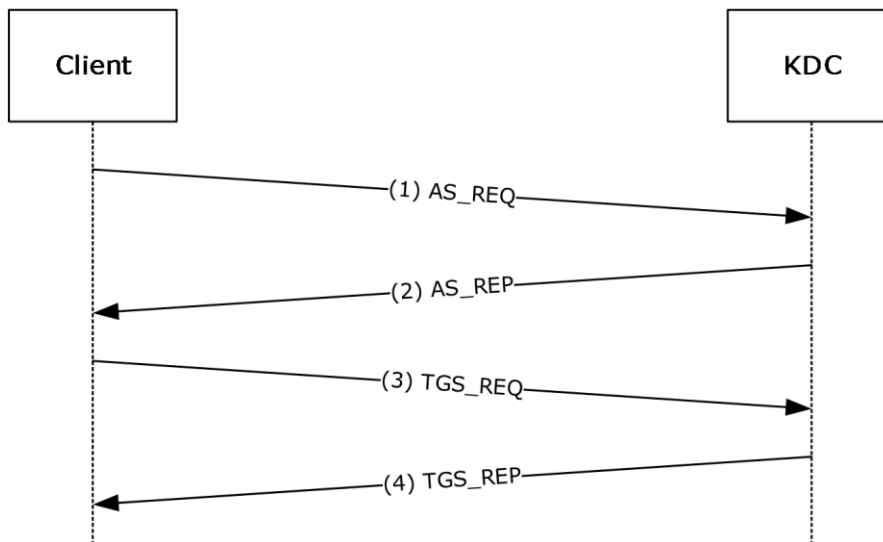 Client
KDC
(1) AS_REQ
(2) AS_REP
(3) TGS_REQ
(4) TGS_REP